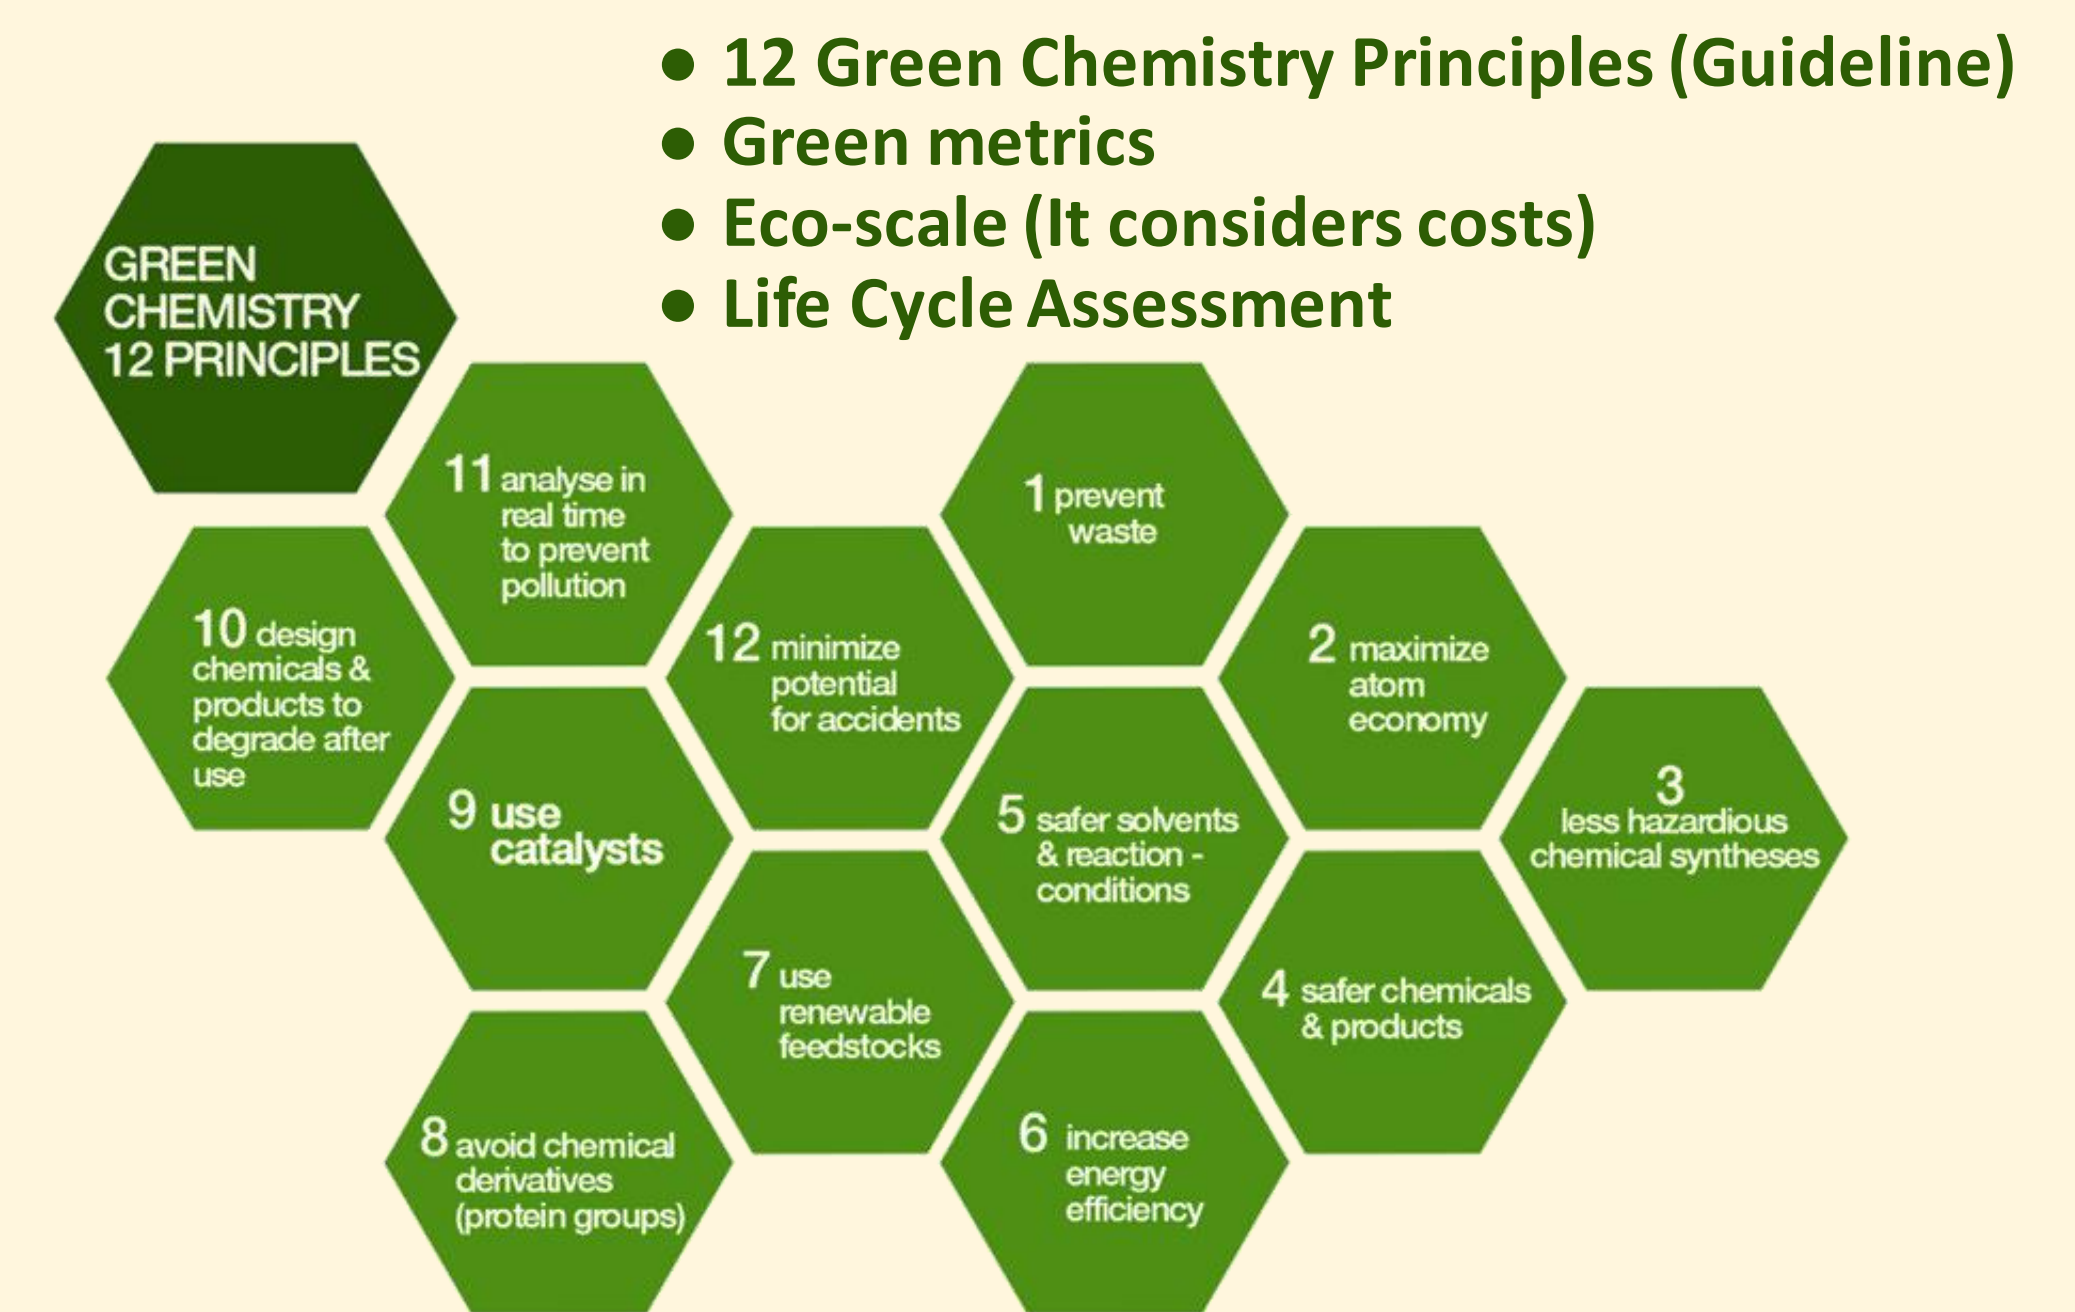 ● 12 Green Chemistry Principles (Guideline)
● Green metrics
● Eco-scale (It considers costs)
● Life Cycle Assessment
GREEN
CHEMISTRY
12 PRINCIPLES
11 analyse in
real time
to prevent
pollution
1 prevent
waste
10 design
chemicals &
products to
degrade after
use
12 minimize
potential
for accidents
2 maximize
atom
economy
9 use
catalysts
5 safer solvents
& reaction -
conditions
3
less hazardious
chemical syntheses
7 use
renewable
feedstocks
4 safer chemicals
& products
8 avoid chemical
derivatives
(protein groups)
6 increase
energy
efficiency